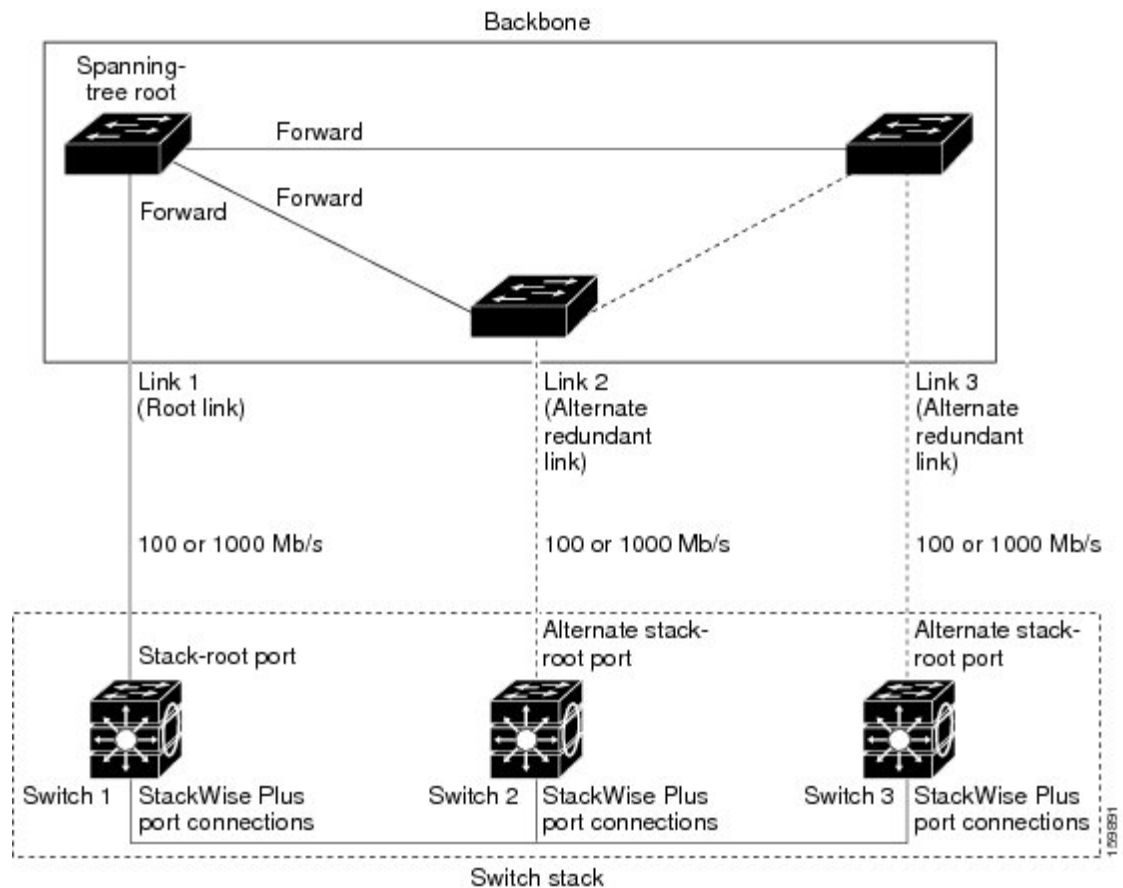 Backbone
Spanning-
tree root
Forward
Forward
Forward
Link 1
(Root link)
Link 2
(Alternate
redundant
link)
Link 3
(Alternate
redundant
link)
100 or 1000 Mb/s
100 or 1000 Mb/s
100 or 1000 Mb/s
Stack-root port
Alternate stack-
root port
Alternate stack-
root port
Switch 1
StackWise Plus
port connections
Switch 2
StackWise Plus
port connections
Switch 3
StackWise Plus
port connections
159891
Switch stack